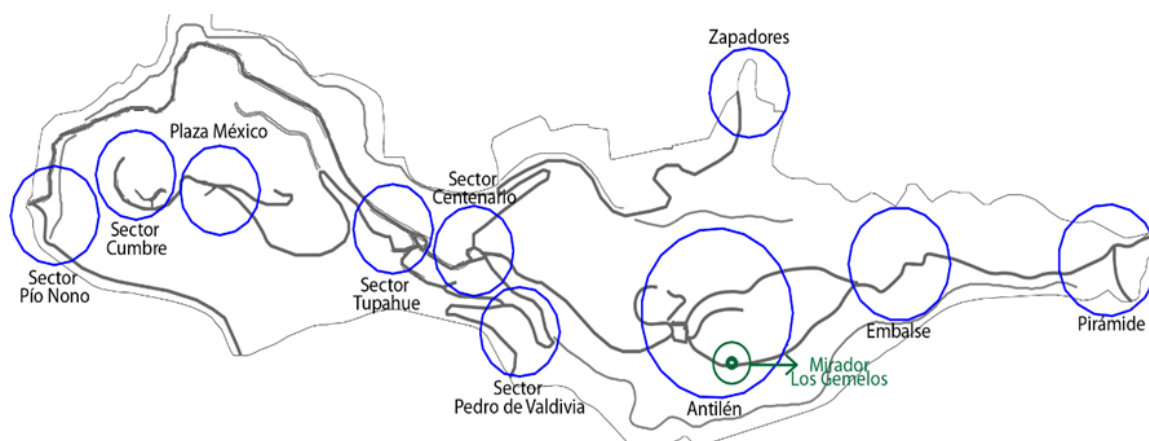 Zapadores
Plaza México
Sector
Centenario
Sector
Cumbre
Sector
Pío Nono
Sector
Tupahue
Embalse
Pirámide
Mirador
Los Gemelos
Sector
Pedro de Valdivia
Antilén